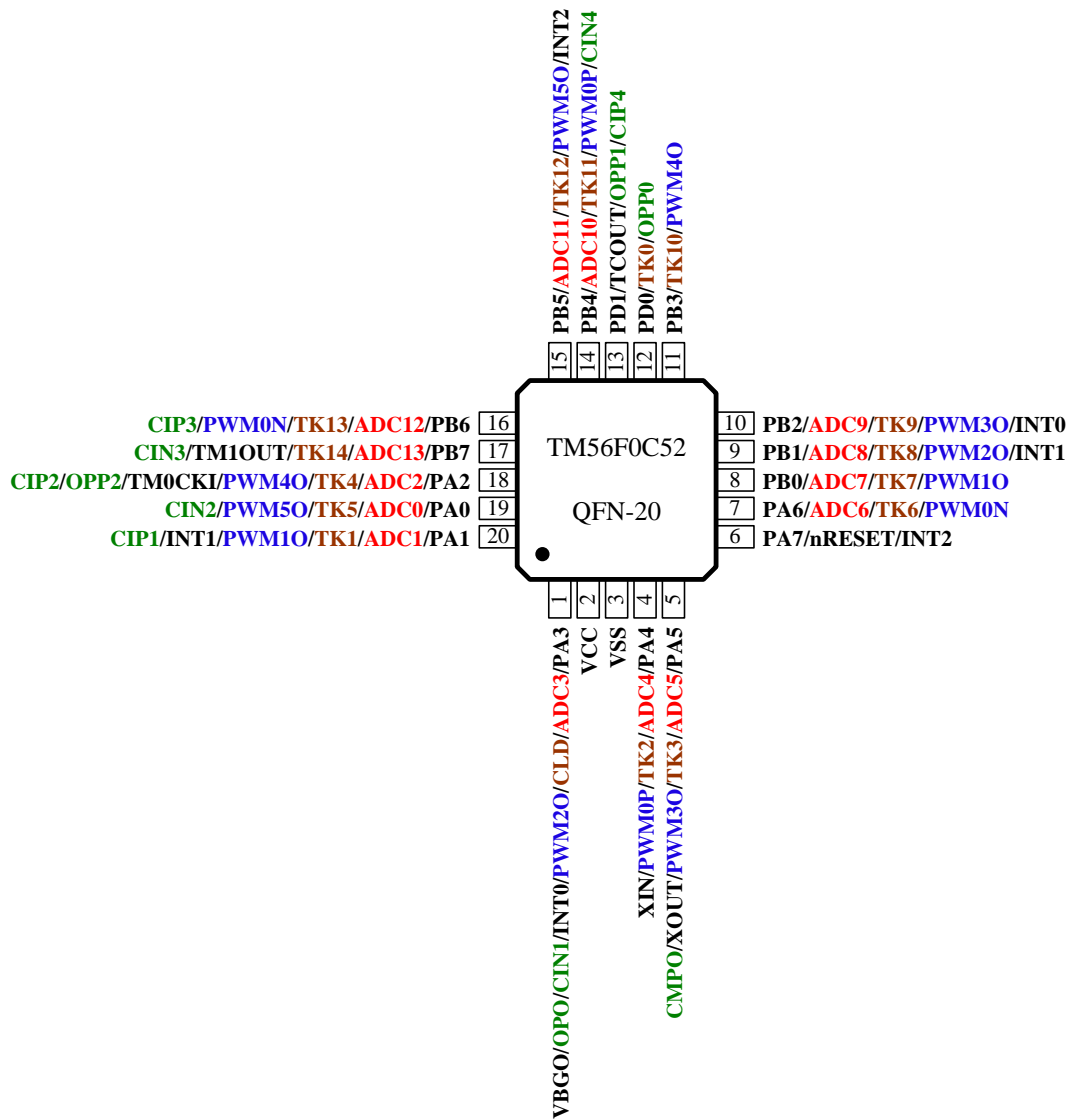 PB5/ADC11/TK12/PWM5O/INT2
PB4/ADC10/TK11/PWM0P/CIN4
PD1/TCOUT/OPP1/CIP4
PD0/TK0/OPP0
PB3/TK10/PWM4O
15
14
13
12
11
CIP3/PWM0N/TK13/ADC12/PB6 16
CIN3/TM1OUT/TK14/ADC13/PB7 17
CIP2/OPP2/TM0CKI/PWM4O/TK4/ADC2/PA2 18
CIN2/PWM5O/TK5/ADC0/PA0 19
CIP1/INT1/PWM1O/TK1/ADC1/PA1 20
TM56F0C52
QFN-20
10 PB2/ADC9/TK9/PWM3O/INT0
9 PB1/ADC8/TK8/PWM2O/INT1
8 PB0/ADC7/TK7/PWM1O
7 PA6/ADC6/TK6/PWM0N
6 PA7/nRESET/INT2
1
2
3
4
5
VBGO/OPO/CIN1/INT0/PWM2O/CLD/ADC3/PA3
VCC
VSS
XIN/PWM0P/TK2/ADC4/PA4
CMPO/XOUT/PWM3O/TK3/ADC5/PA5